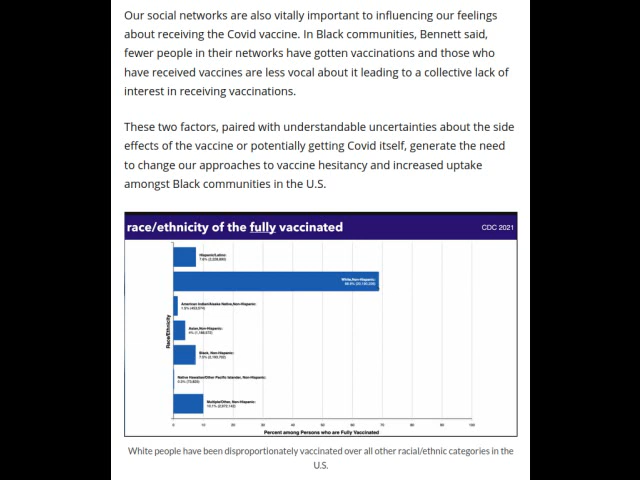 Our social networks are also vitally important to influencing our feelings
about receiving the Covid vaccine. In Black communities, Bennett said,
fewer people in their networks have gotten vaccinations and those who
have received vaccines are less vocal about it leading to a collective lack of
interest in receiving vaccinations.
These two factors, paired with understandable uncertainties about the side
effects of the vaccine or potentially getting Covid itself, generate the need
to change our approaches to vaccine hesitancy and increased uptake
amongst Black communities in the U.S.
race/ethnicity of the fully vaccinated
CDC 2021
Hispanic/Latino:
White, Non-Hispanic:
American Indian/Alaska Native, Non-Hispanic:
Asian, Non-Hispanic:
Black, Non-Hispanic:
Native Hawaiian/Other Pacific Islander, Non-Hispanic:
Multiple/Other, Non-Hispanic:
Race/Ethnicity
0 10 20 30 40 50 60 70 80 90 100
Percent among Persons who are Fully Vaccinated
White people have been disproportionately vaccinated over all other racial/ethnic categories in the
U.S.